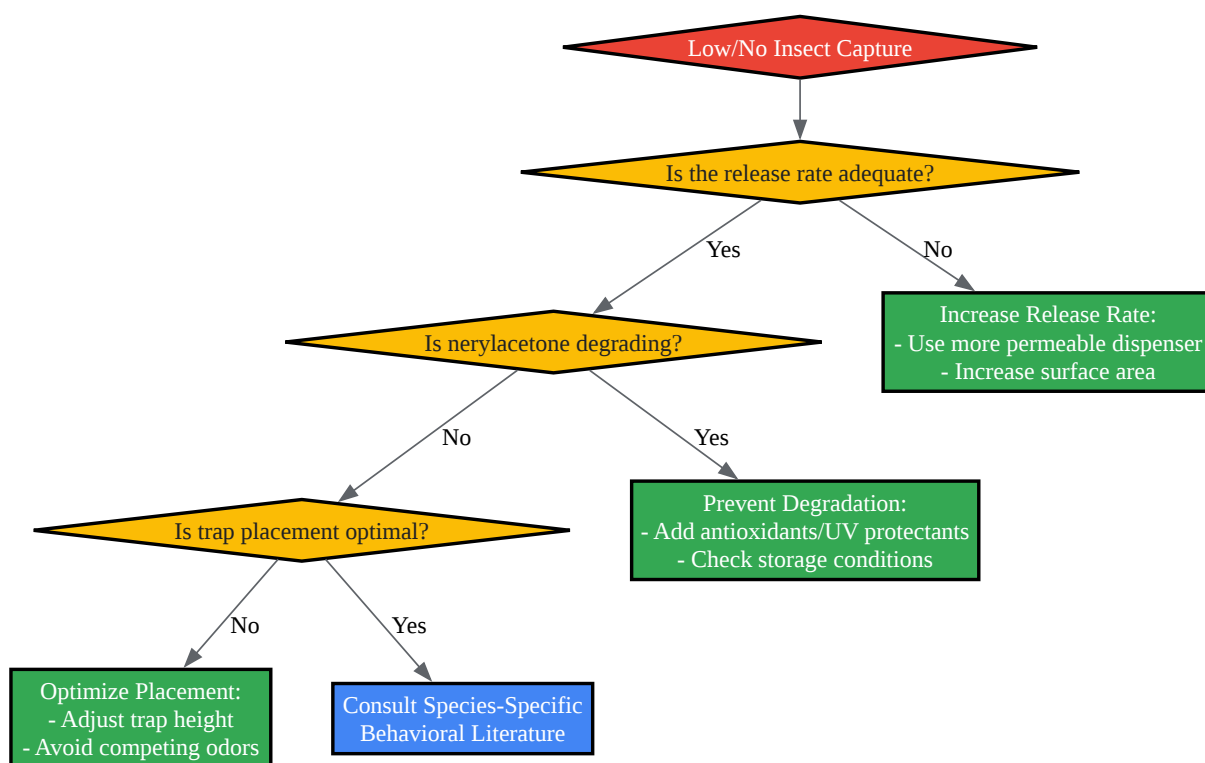 Low/No Insect Capture
Is the release rate adequate?
Yes
No
Is nerylacetone degrading?
Increase Release Rate:
- Use more permeable dispenser
- Increase surface area
No
Yes
Is trap placement optimal?
Prevent Degradation:
- Add antioxidants/UV protectants
- Check storage conditions
No
Yes
Optimize Placement:
- Adjust trap height
- Avoid competing odors
Consult Species-Specific
Behavioral Literature